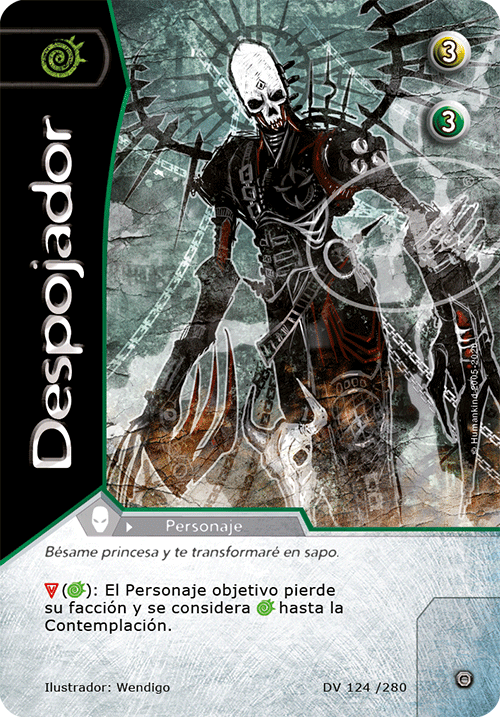 3
3
Despojador
© Humankind 2005-2020
Personaje
Bésame princesa y te transformaré en sapo.
( ): El Personaje objetivo pierde
su facción y se considera hasta la
Contemplación.
Ilustrador: Wendigo
DV 124 /280